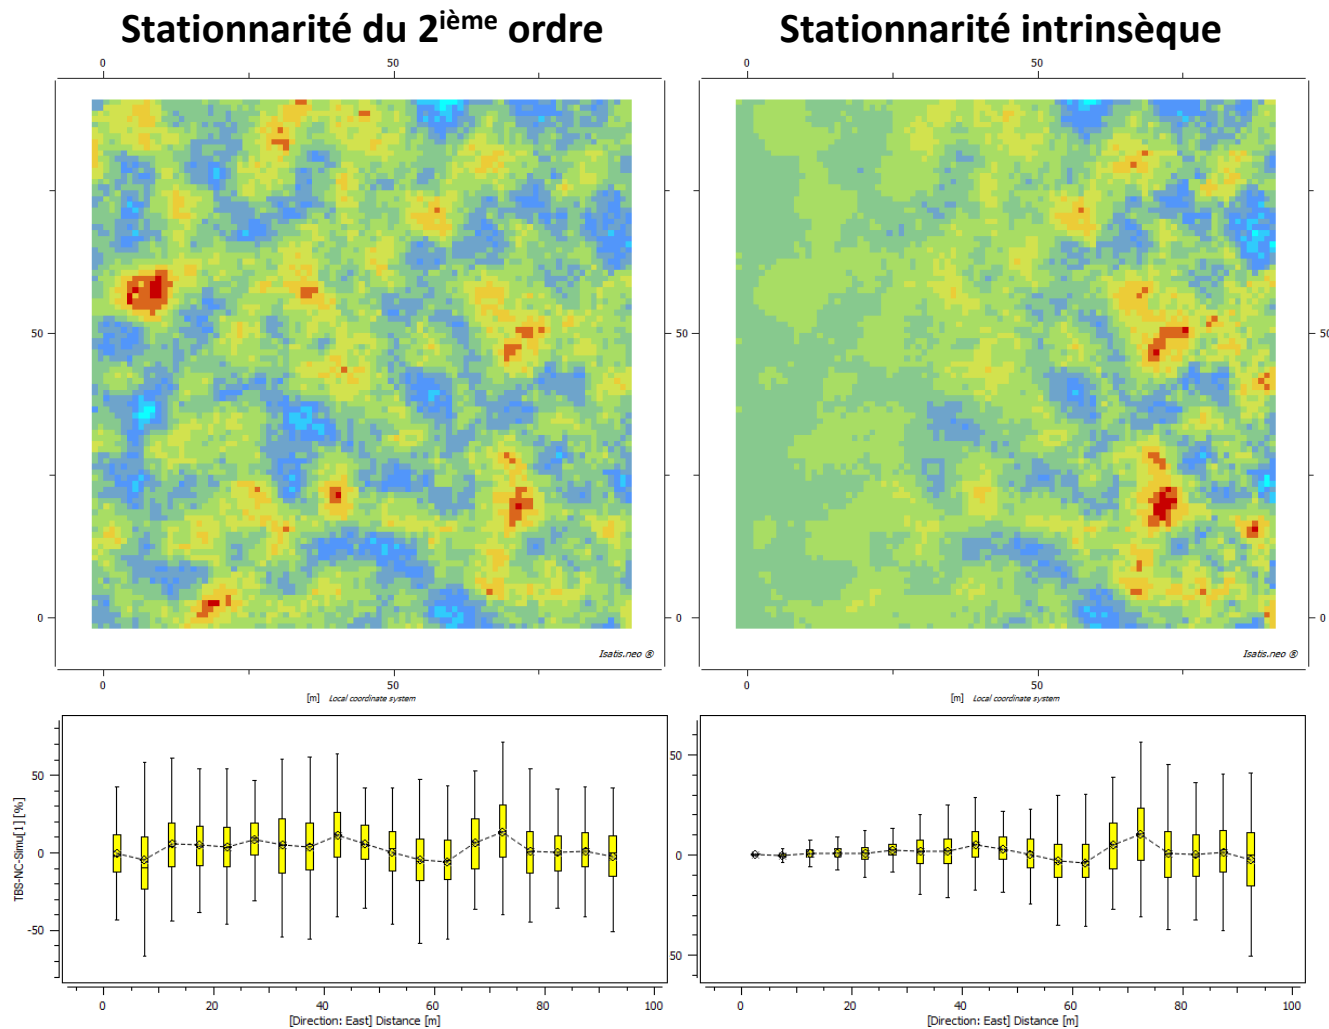 Stationnarité du 2ième ordre
Stationnarité intrinsèque
0 50
0 50
50
0
50
0
50
0
Isatis.neo ®
Isatis.neo ®
0 50
[m] Local coordinate system
0 50
[m] Local coordinate system
TBS-NC-Simu[1] [%]
50
0
-50
0 20 40 60 80 100
[Direction: East] Distance [m]
50
0
50
0 20 40 60 80 100
[Direction: East] Distance [m]